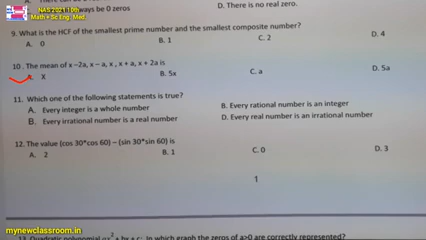 NAS 2021 10th
Math + Sc Eng. Med.
ays be 0 zeros
D. There is no real zero.
9. What is the HCF of the smallest prime number and the smallest composite number?
A. 0 B. 1 C. 2 D. 4
10. The mean of x –2a, x – a, x , x + a, x + 2a is
A. X B. 5x C. a D. 5a
11. Which one of the following statements is true?
A. Every integer is a whole number B. Every rational number is an integer
B. Every irrational number is a real number D. Every real number is an irrational number
12. The value (cos 30*cos 60) – (sin 30*sin 60) is
A. 2 B. 1 C. 0 D. 3
1
mynewclassroom.in
13. Quadratic polynomial ax² + bx + c: In which graph the zeros of a>0 are correctly represented?